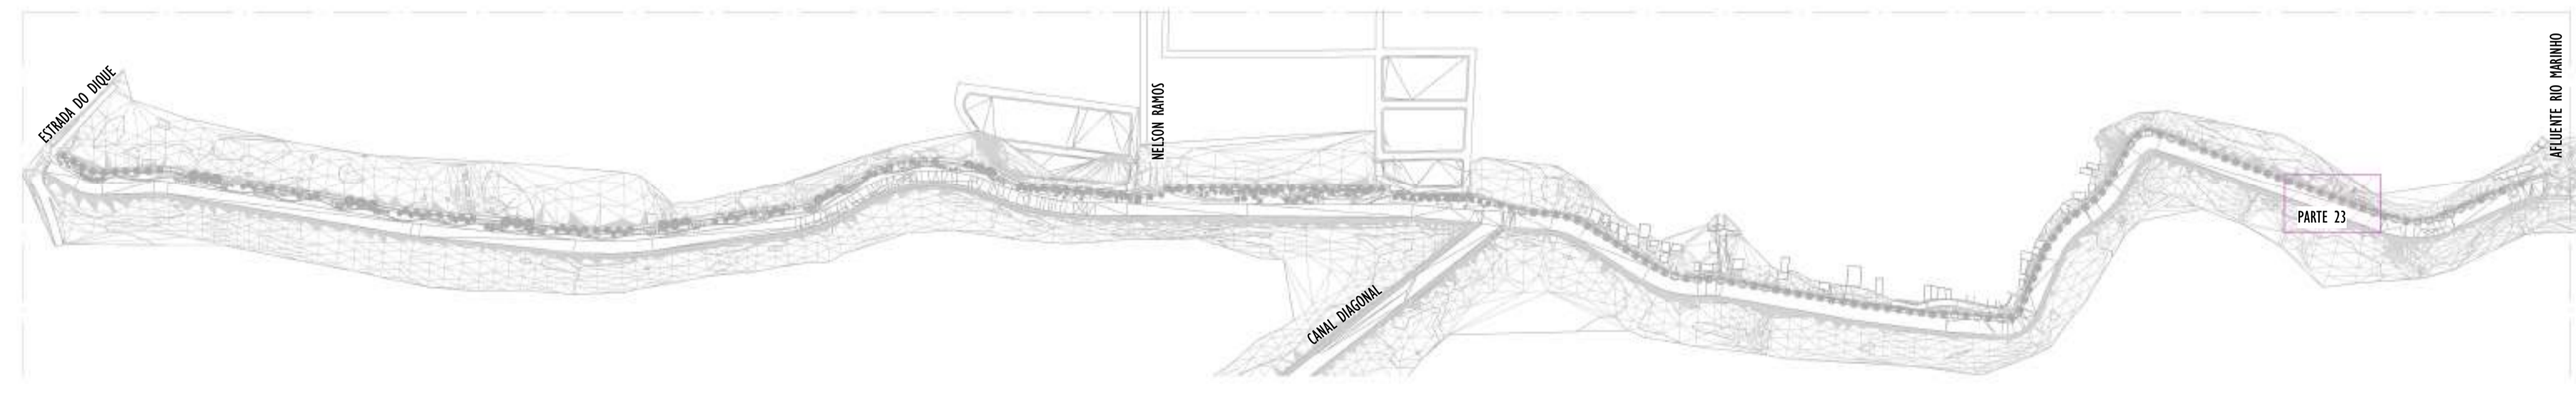 ESTRADA DO DIQUE
NELSON RAMOS
CANAL DIAGONAL
PARTE 23
AFLUENTE RIO MARINHO